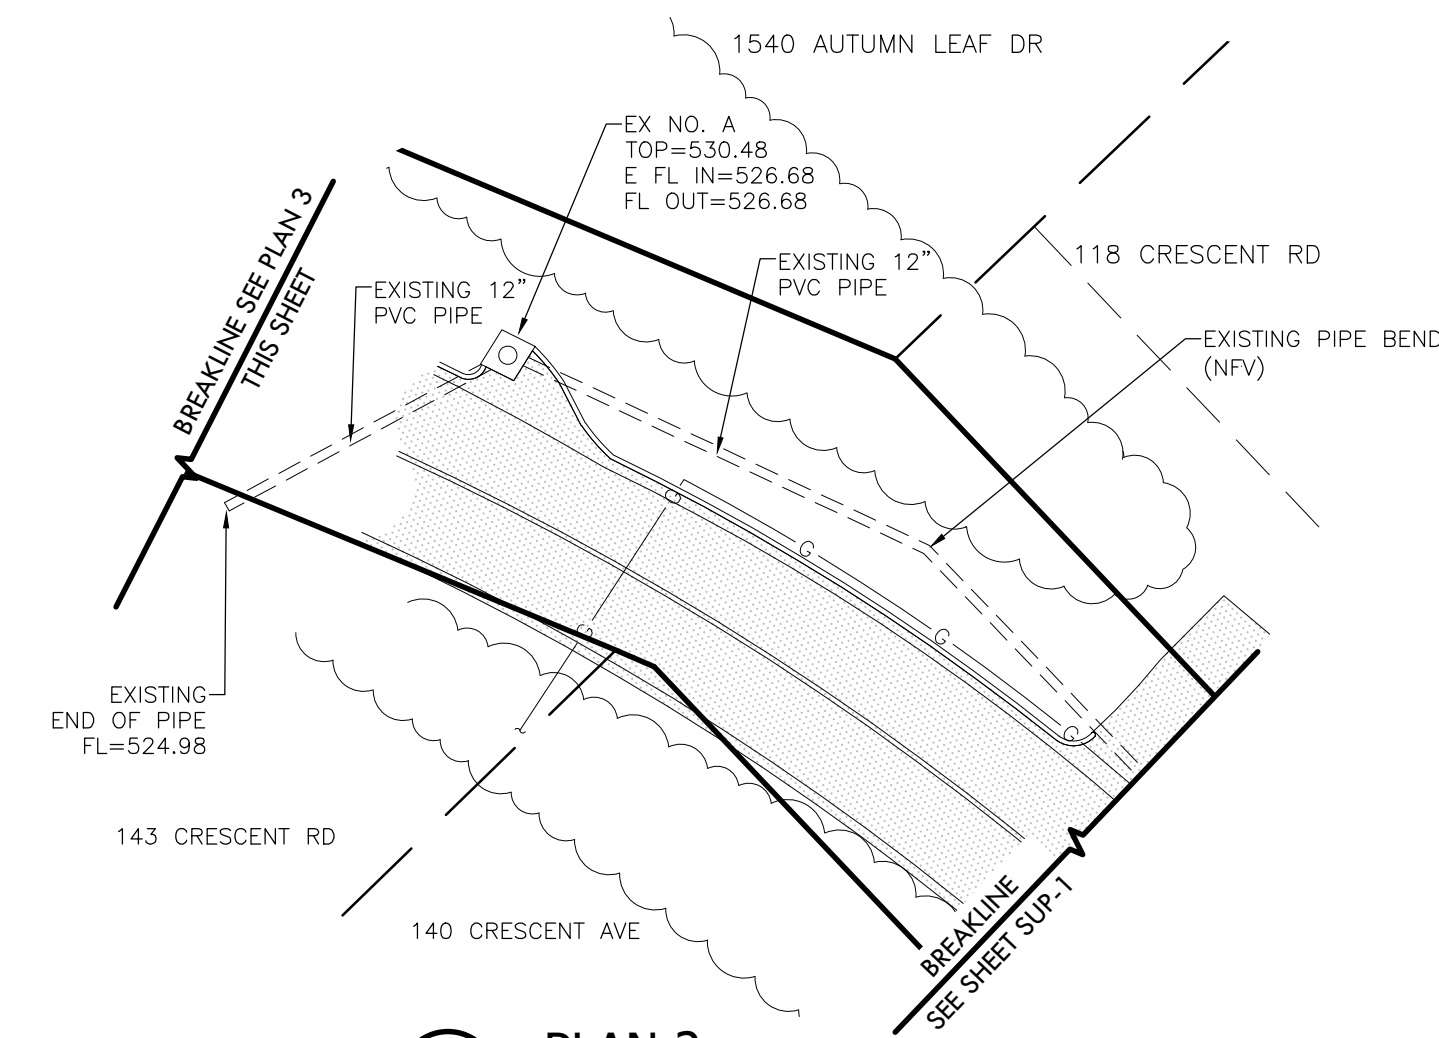 1540 AUTUMN LEAF DR
EX NO. A
TOP=530.48
E FL IN=526.68
FL OUT=526.68
BREAKLINE SEE PLAN 3
THIS SHEET
EXISTING 12"
PVC PIPE
EXISTING 12"
PVC PIPE
118 CRESCENT RD
EXISTING PIPE BEND
(NFV)
G
G
G
G
G
EXISTING
END OF PIPE
FL=524.98
143 CRESCENT RD
140 CRESCENT AVE
BREAKLINE
SEE SHEET SUP-1